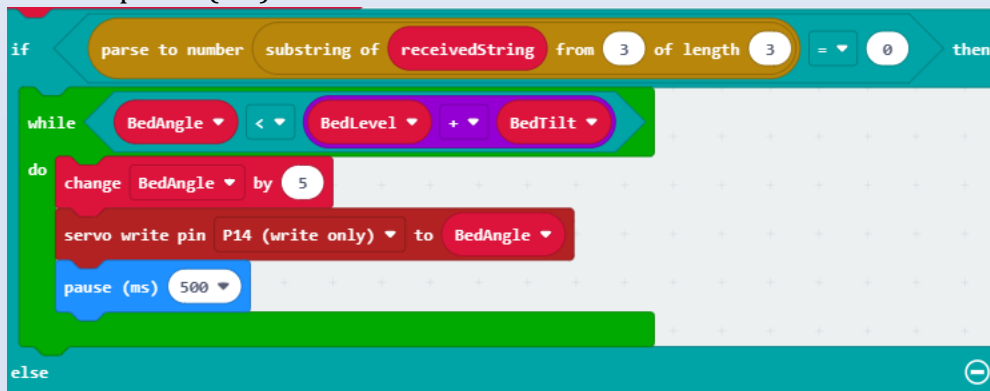 if parse to number substring of receivedString from 3 of length 3 = 0 then
while BedAngle < BedLevel + BedTilt
do change BedAngle by 5
servo write pin P14 (write only) to BedAngle
pause (ms) 500
else